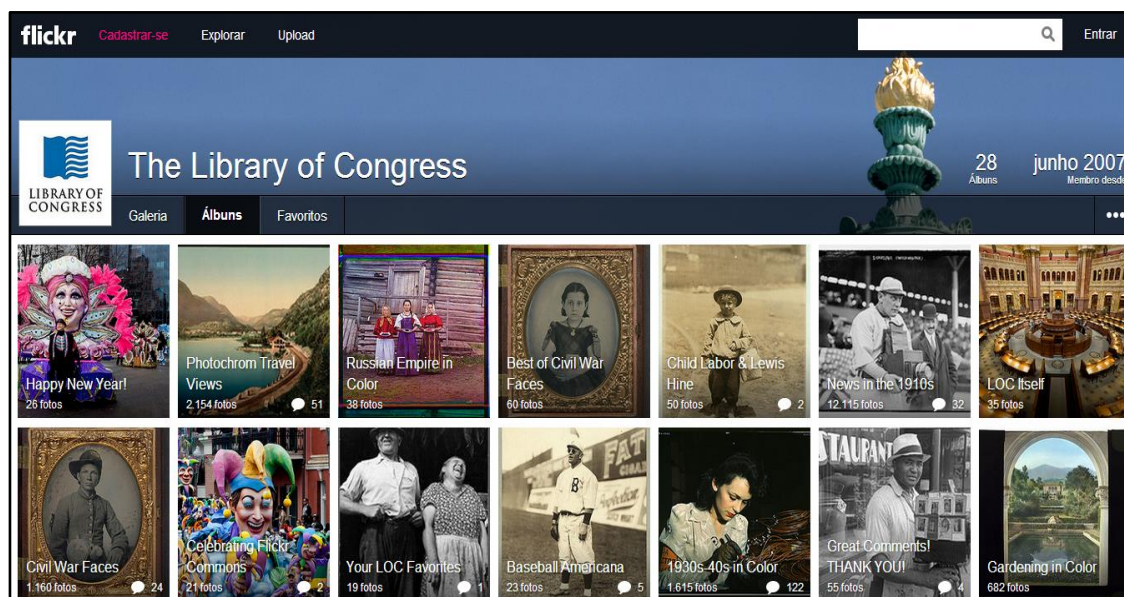 flickr Cadastrar-se Explorar Upload Entrar
The Library of Congress
28
Álbuns
junho 2007
Membro desde
LIBRARY OF
CONGRESS
Galeria Álbuns Favoritos
Happy New Year!
26 fotos
Photochrom Travel
Views
2.154 fotos 51
Russian Empire in
Color
38 fotos
Best of Civil War
Faces
60 fotos
Child Labor & Lewis
Hine
50 fotos 2
News in the 1910s
12.115 fotos 32
LOC Itself
35 fotos
Civil War Faces
1.160 fotos 24
Celebrating Flickr
Commons
21 fotos 2
Your LOC Favorites
19 fotos 1
FAT
B
Baseball Americana
23 fotos 5
1930s-40s in Color
1.615 fotos 122
STAURANT
Great Comments!
THANK YOU!
55 fotos 4
Gardening in Color
682 fotos